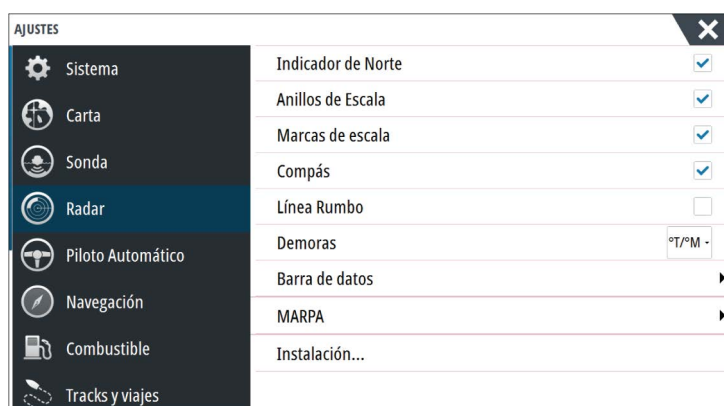 AJUSTES
Sistema
Carta
Sonda
Radar
Piloto Automático
Navegación
Combustible
Tracks y viajes
Indicador de Norte
Anillos de Escala
Marcas de escala
Compás
Línea Rumbo
Demoras
°T/°M
Barra de datos
MARPA
Instalación...